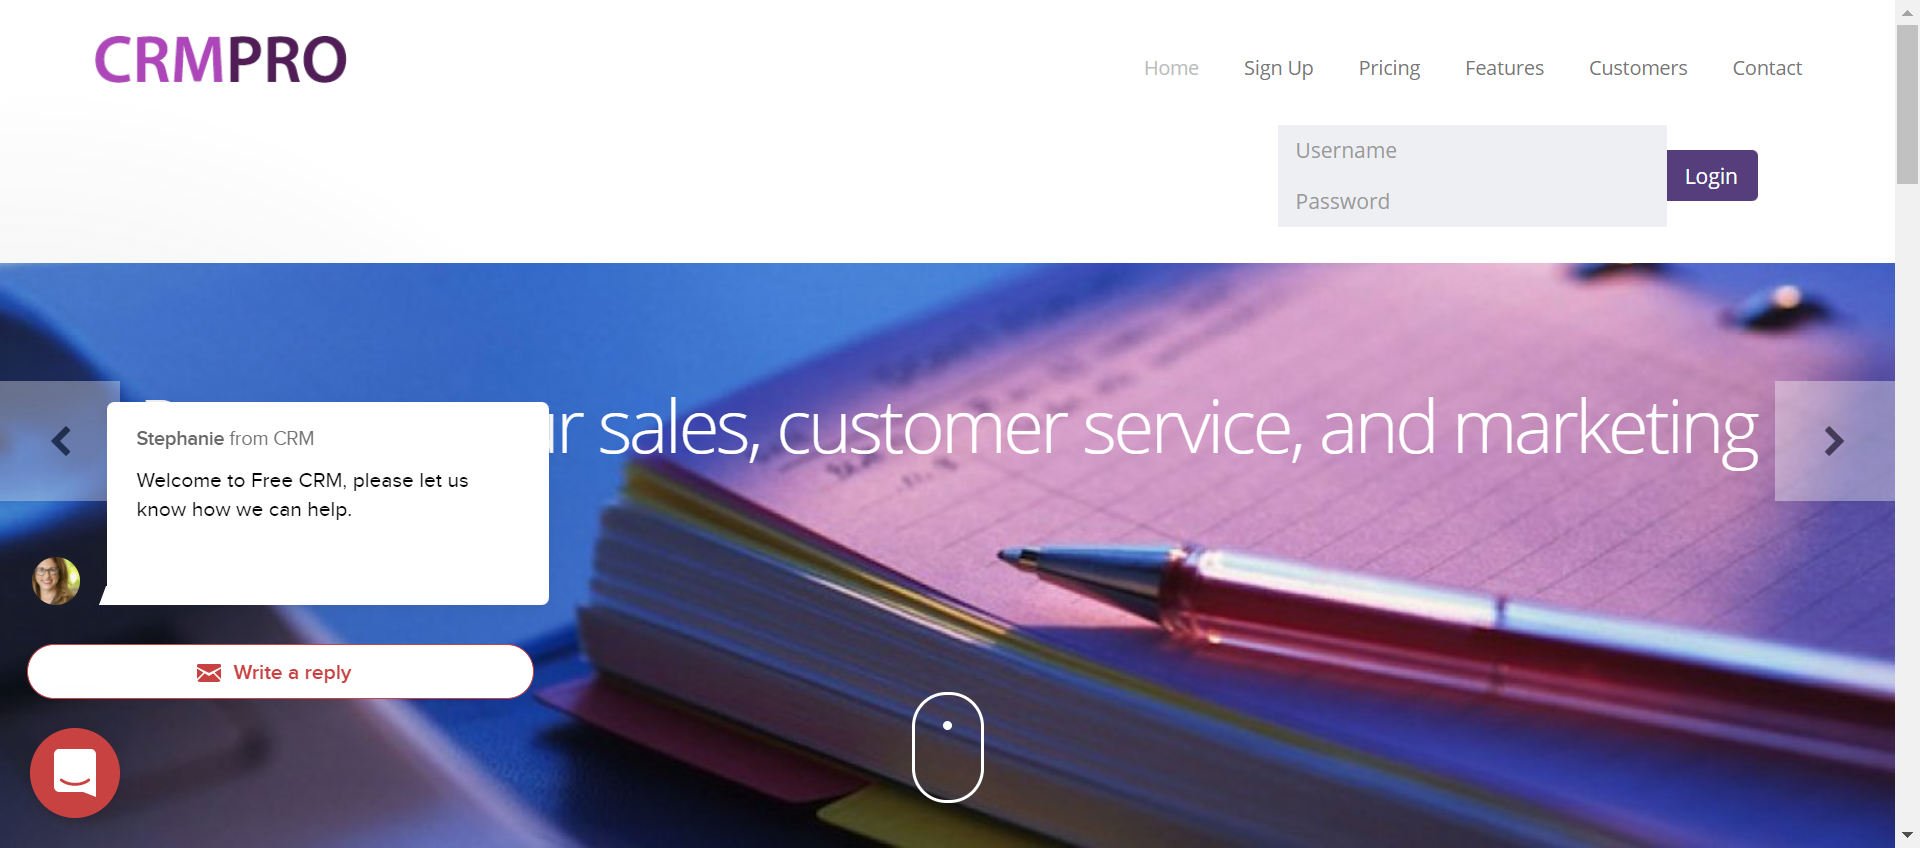 CRMPRO
Home Sign Up Pricing Features Customers Contact
Username
Password
Login
sales, customer service, and marketing
Stephanie from CRM
Welcome to Free CRM, please let us
know how we can help.
Write a reply